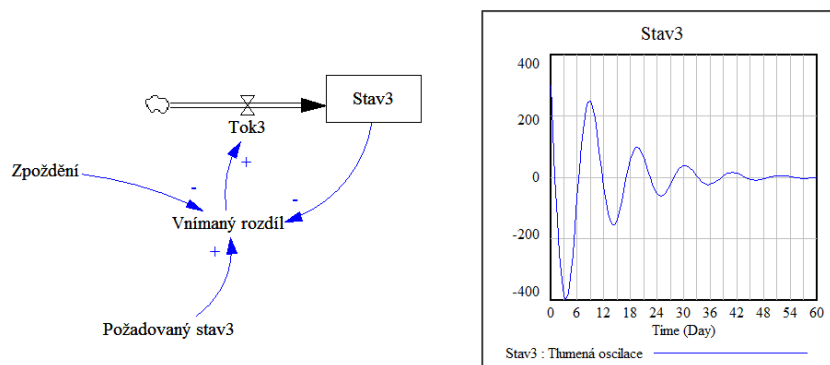 Stav3
Tok3
+
Zpoždění
-
-
Vnímaný rozdíl
+
Požadovaný stav3
Stav3
400
200
0
-200
-400
0 6 12 18 24 30 36 42 48 54 60
Time (Day)
Stav3 : Tlumená oscilace